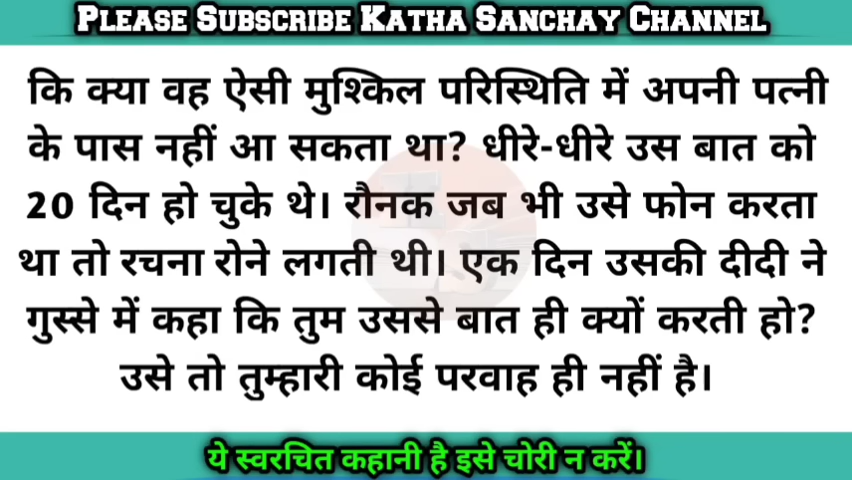 PLEASE SUBSCRIBE KATHA SANCHAY CHANNEL
कि क्या वह ऐसी मुश्किल परिस्थिति में अपनी पत्नी
के पास नहीं आ सकता था? धीरे-धीरे उस बात को
20 दिन हो चुके थे। रौनक जब भी उसे फोन करता
था तो रचना रोने लगती थी। एक दिन उसकी दीदी ने
गुस्से में कहा कि तुम उससे बात ही क्यों करती हो?
उसे तो तुम्हारी कोई परवाह ही नहीं है।
ये स्वरचित कहानी है इसे चोरी न करें।